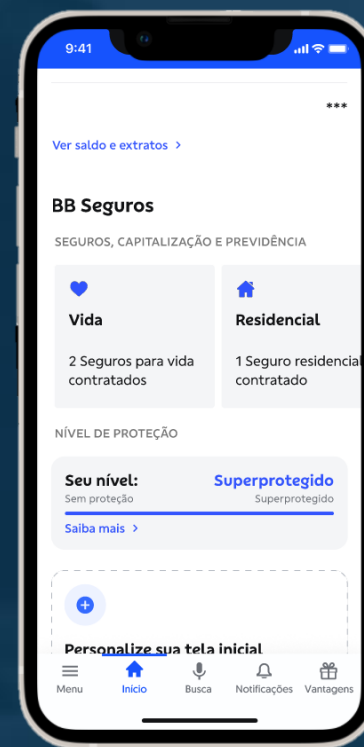 9:41
***
Ver saldo e extratos >
BB Seguros
SEGUROS, CAPITALIZAÇÃO E PREVIDÊNCIA
Vida
2 Seguros para vida
contratados
Residencial
1 Seguro residencial
contratado
NÍVEL DE PROTEÇÃO
Seu nível: Superprotegido
Sem proteção Superprotegido
Saiba mais >
Personalize sua tela inicial
Menu Início Busca Notificações Vantagens